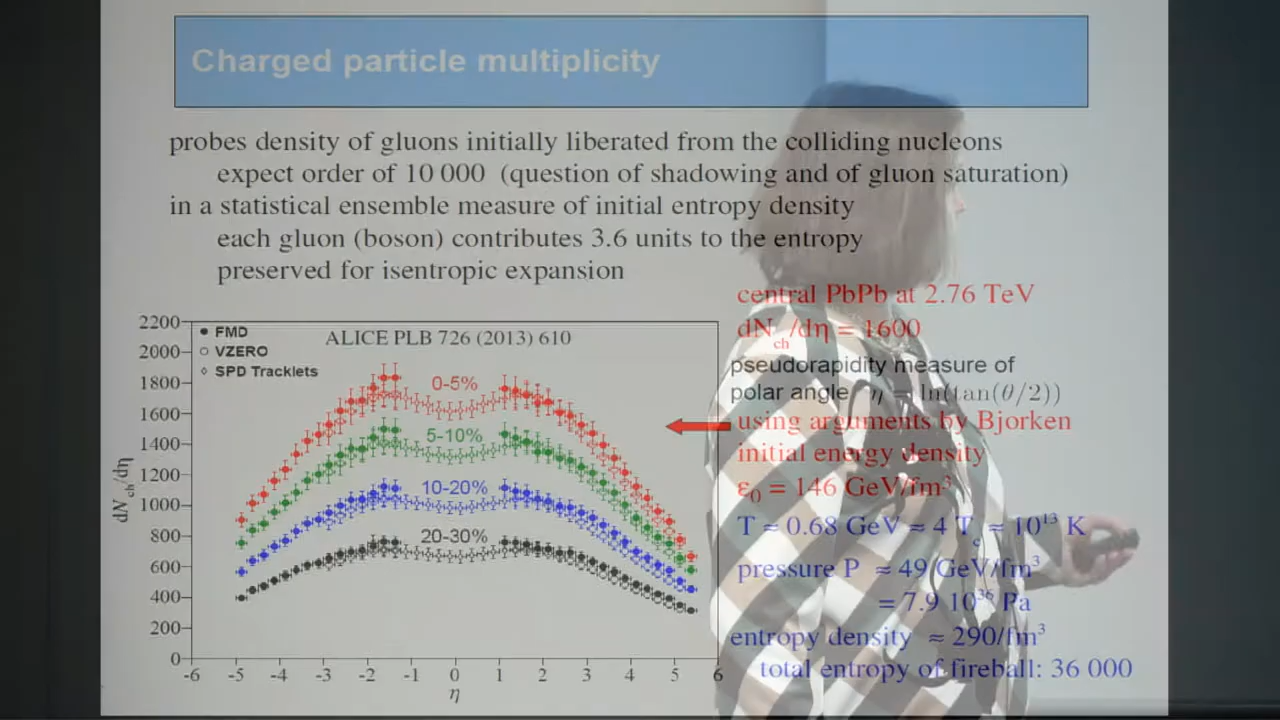 Charged particle multiplicity
probes density of gluons initially liberated from the colliding nucleons
expect order of 10 000 (question of shadowing and of gluon saturation)
in a statistical ensemble measure of initial entropy density
each gluon (boson) contributes 3.6 units to the entropy
preserved for isentropic expansion
2200
2000
1800
1600
1400
1200
1000
800
600
400
200
0
dN_ch/dη
FMD
VZERO
SPD Tracklets
ALICE PLB 726 (2013) 610
0-5%
5-10%
10-20%
20-30%
-6 -5 -4 -3 -2 -1 0 1 2 3 4 5 6
η
central PbPb at 2.76 TeV
dN_ch/dη = 1600
pseudorapidity measure of
polar angle η = ln(tan(θ/2))
using arguments by Bjorken
initial energy density
ε₀ = 146 GeV/fm³
T = 0.68 GeV ≈ 4 T_c ≈ 10¹³ K
pressure P ≈ 49 GeV/fm³
= 7.9 10³⁶ Pa
entropy density ≈ 290/fm³
total entropy of fireball: 36 000